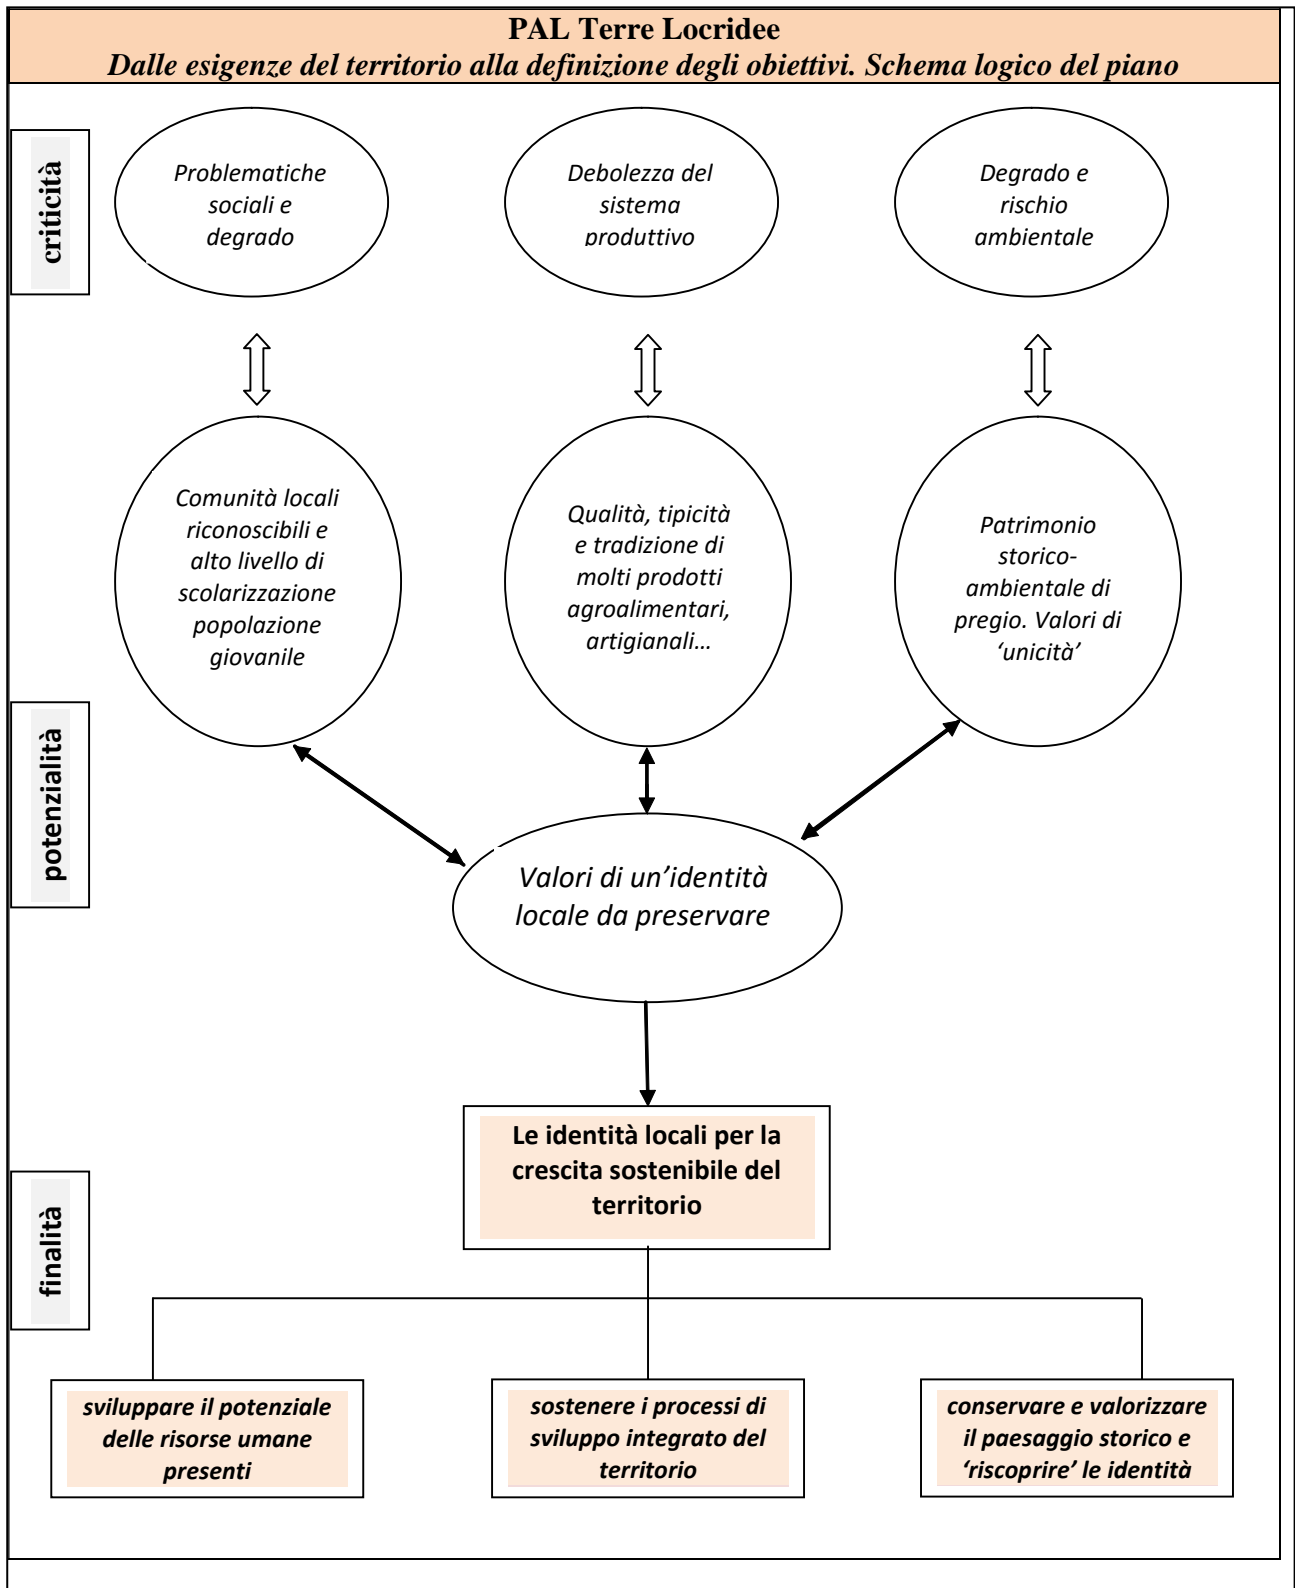 PAL Terre Locridee
Dalle esigenze del territorio alla definizione degli obiettivi. Schema logico del piano
criticità
Problematiche
sociali e
degrado
Debolezza del
sistema
produttivo
Degrado e
rischio
ambientale
potenzialità
Comunità locali
riconoscibili e
alto livello di
scolarizzazione
popolazione
giovanile
Qualità, tipicità
e tradizione di
molti prodotti
agroalimentari,
artigianali…
Patrimonio
storico-
ambientale di
pregio. Valori di
‘unicità’
Valori di un’identità
locale da preservare
finalità
Le identità locali per la
crescita sostenibile del
territorio
sviluppare il potenziale
delle risorse umane
presenti
sostenere i processi di
sviluppo integrato del
territorio
conservare e valorizzare
il paesaggio storico e
‘riscoprire’ le identità